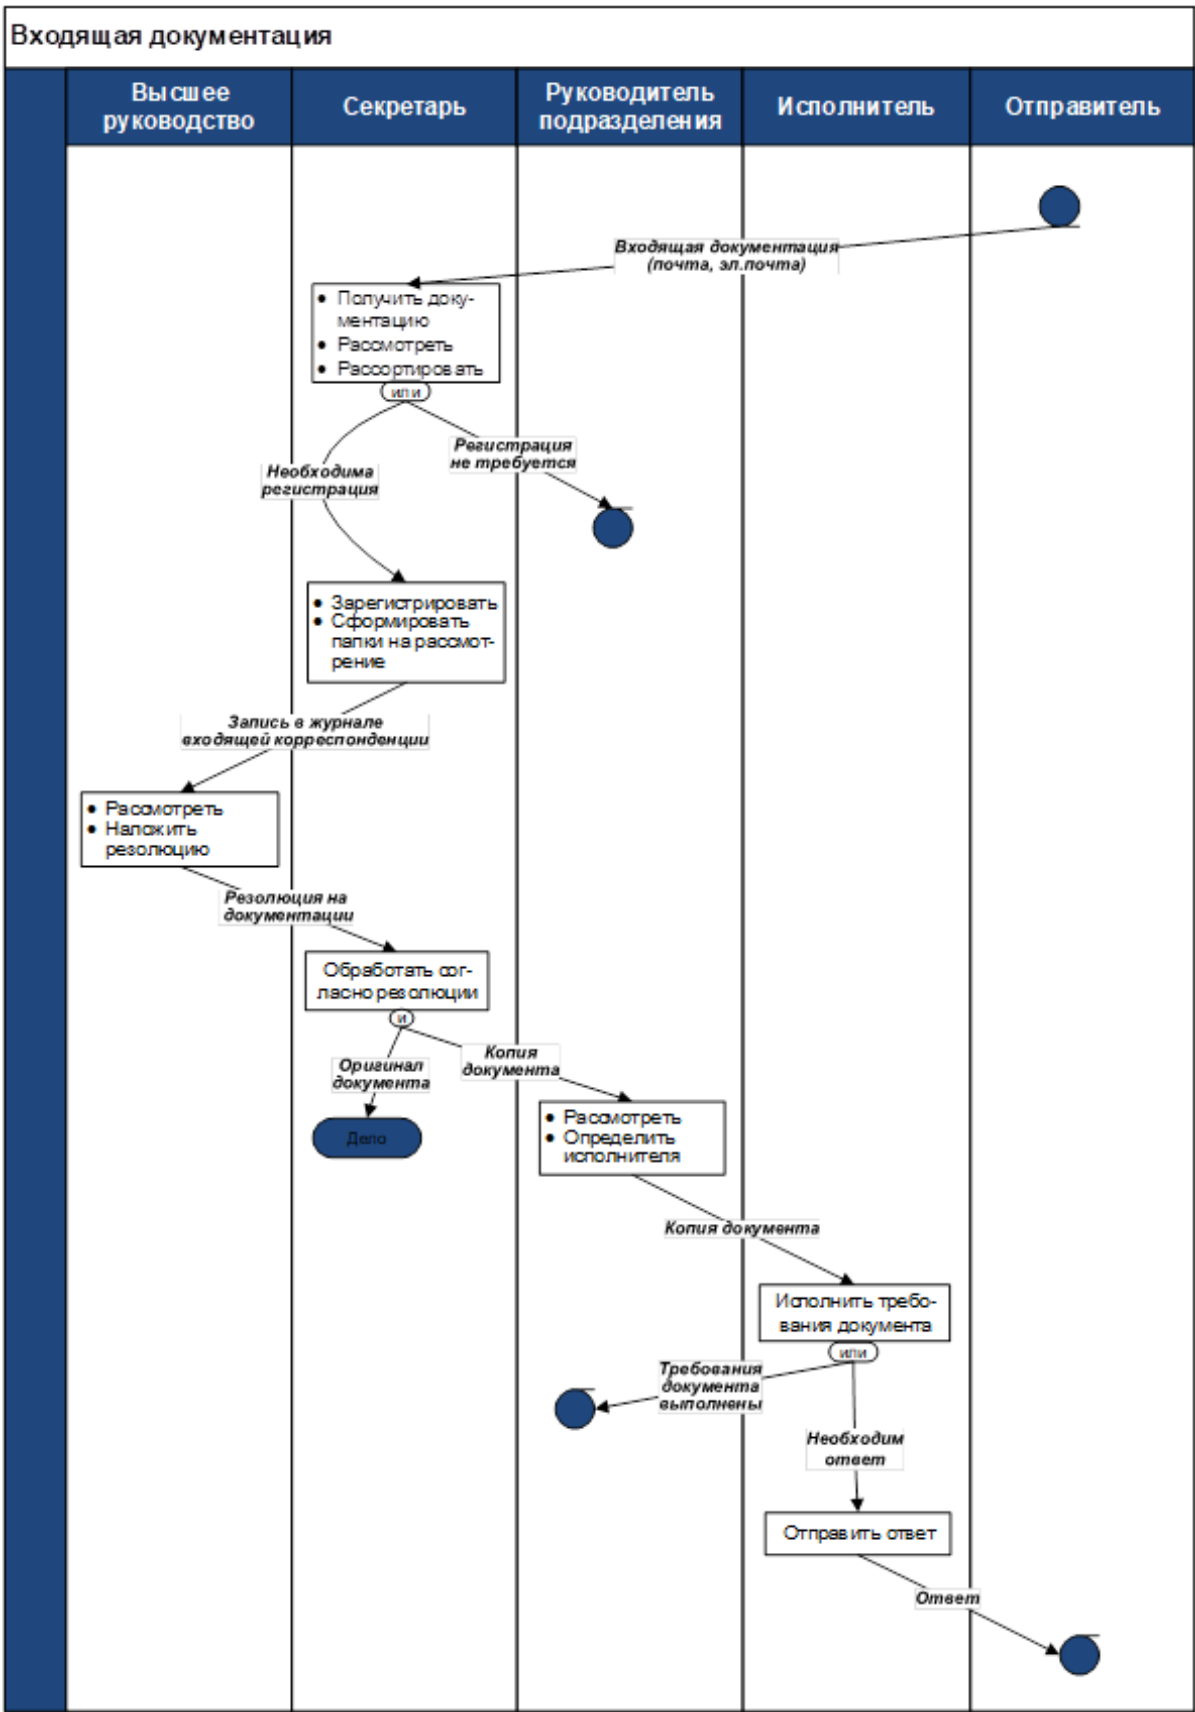 Входящая документация
Высшее
руководство
Секретарь
Руководитель
подразделения
Исполнитель
Отправитель
Входящая документация
(почта, эл.почта)
• Получить доку-
ментацию
• Рассмотреть
• Рассортировать
или
Регистрация
не требуется
Необходима
регистрация
• Зарегистрировать
• Сформировать
папки на рассмот-
рение
Запись в журнале
входящей корреспонденции
• Рассмотреть
• Наложить
резолюцию
Резолюция на
документации
Обработать сог-
ласно резолюции
и
Оригинал
документа
Копия
документа
Дело
• Рассмотреть
• Определить
исполнителя
Копия документа
Исполнить требо-
вания документа
или
Требования
документа
выполнены
Необходим
ответ
Отправить ответ
Ответ